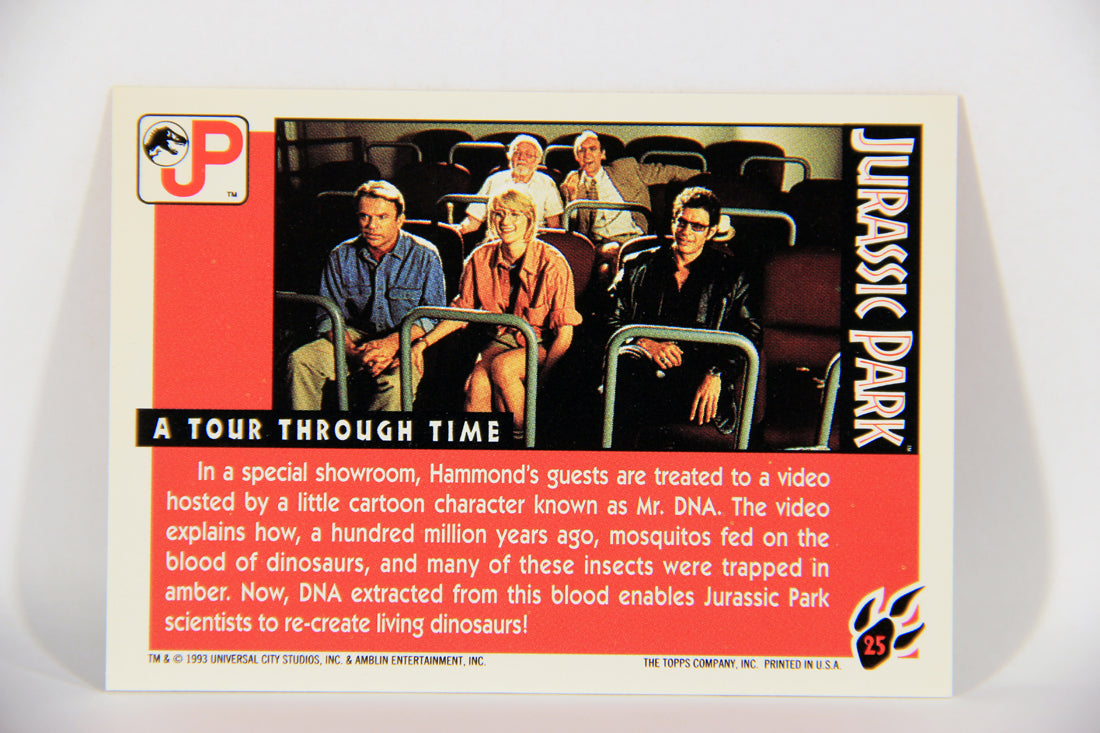 JP
TM
JURASSIC PARK
TM
A TOUR THROUGH TIME
In a special showroom, Hammond's guests are treated to a video
hosted by a little cartoon character known as Mr. DNA. The video
explains how, a hundred million years ago, mosquitos fed on the
blood of dinosaurs, and many of these insects were trapped in
amber. Now, DNA extracted from this blood enables Jurassic Park
scientists to re-create living dinosaurs!
25
TM & © 1993 UNIVERSAL CITY STUDIOS, INC. & AMBLIN ENTERTAINMENT, INC.
THE TOPPS COMPANY, INC. PRINTED IN U.S.A.